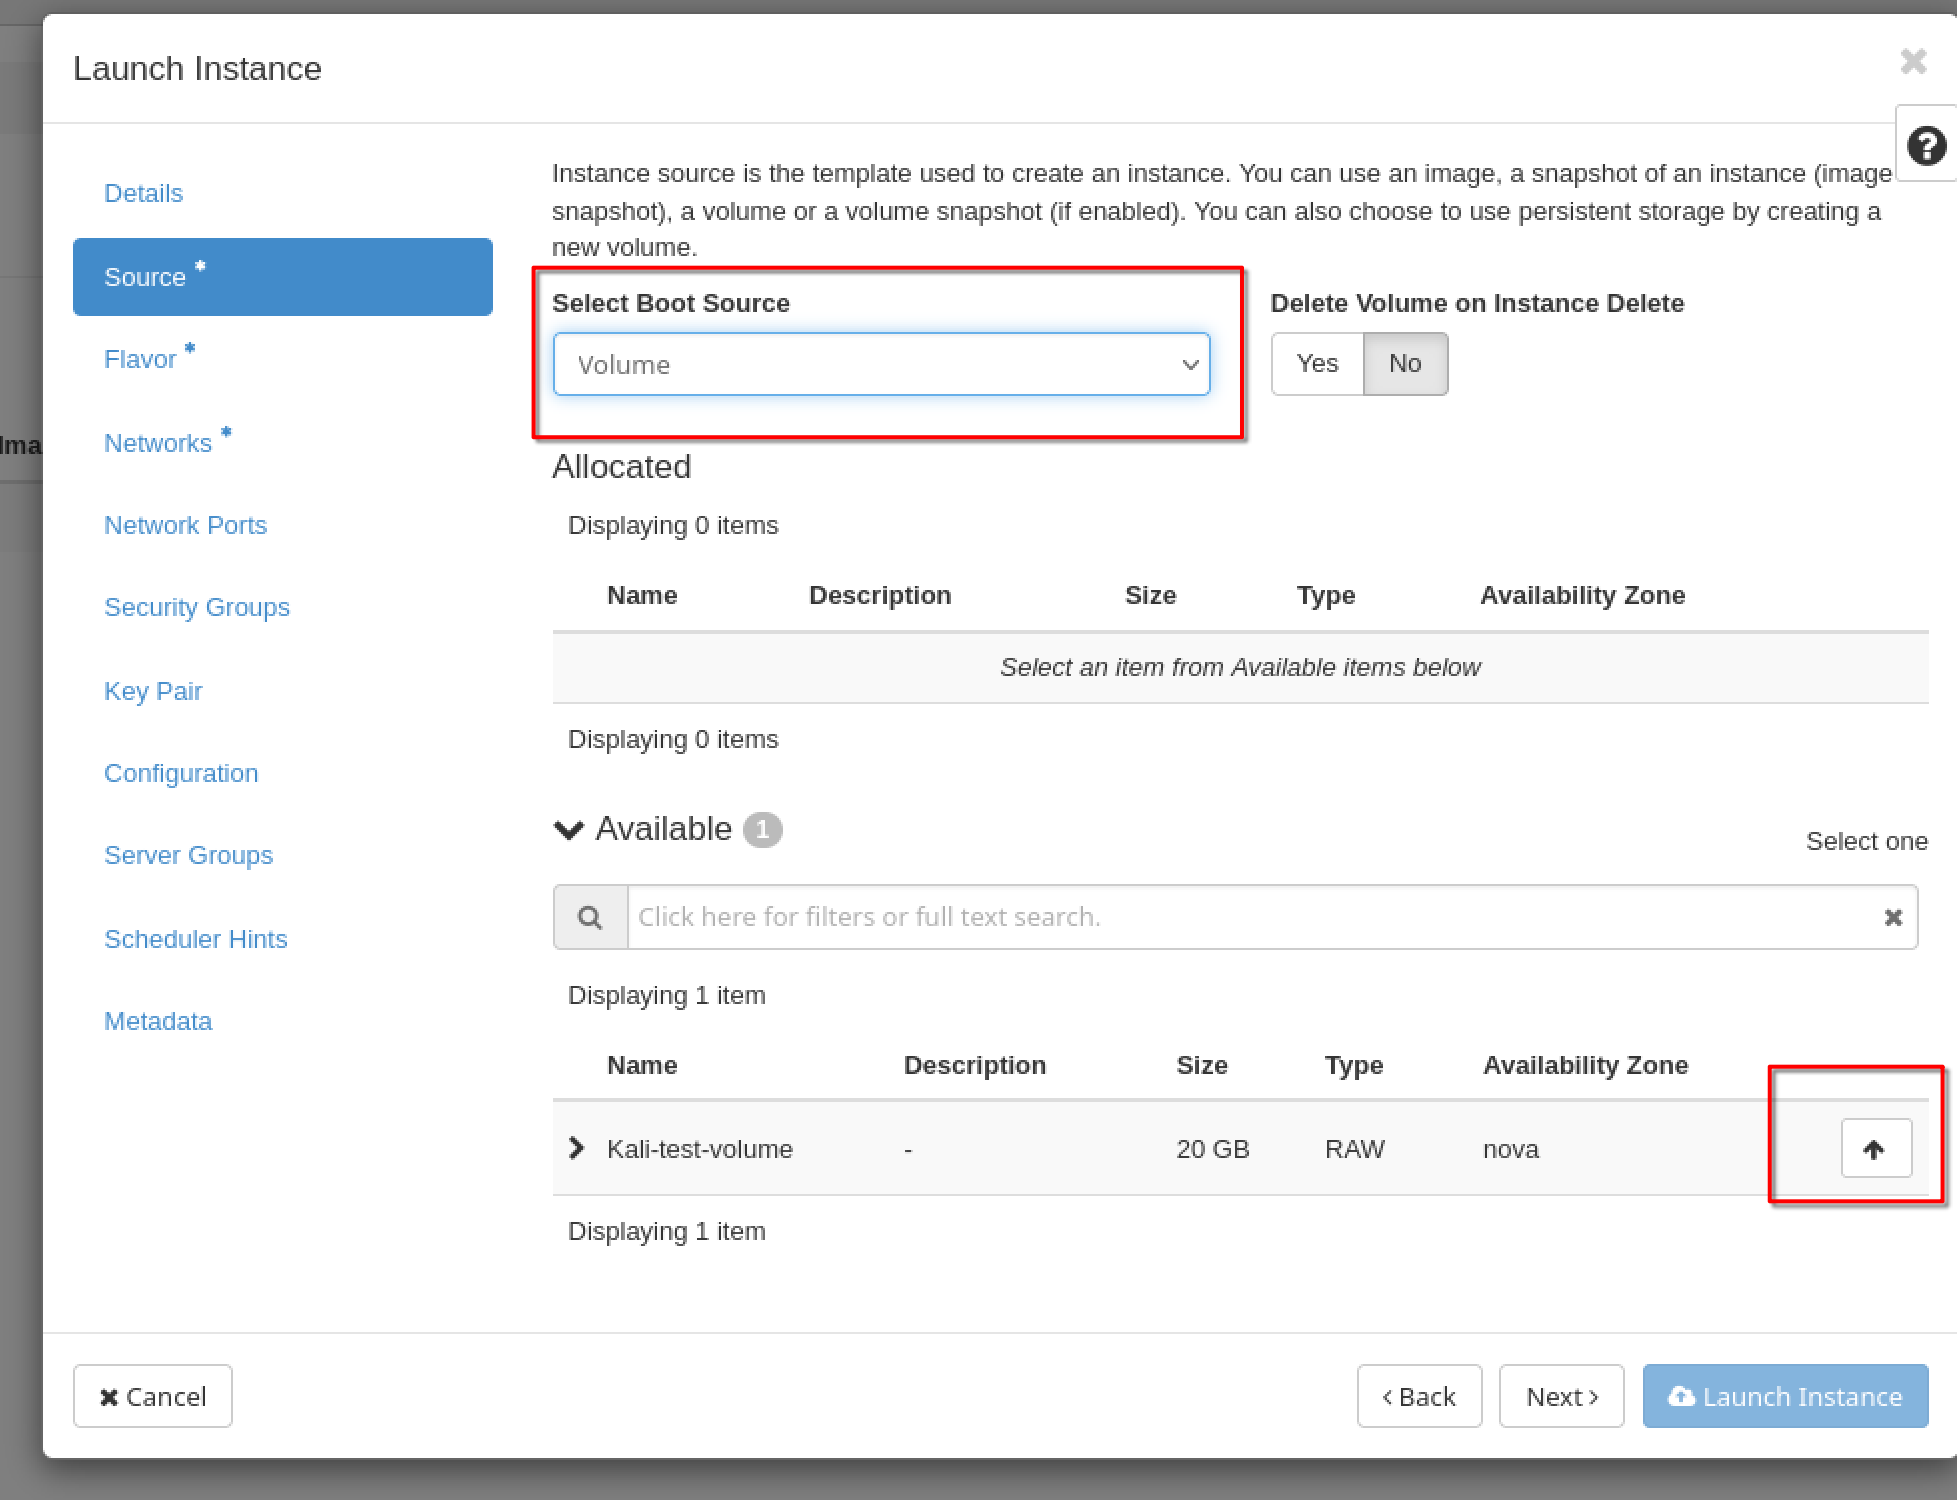 Launch Instance
Details
Source *
Flavor *
Networks *
Network Ports
Security Groups
Key Pair
Configuration
Server Groups
Scheduler Hints
Metadata
Instance source is the template used to create an instance. You can use an image, a snapshot of an instance (image
snapshot), a volume or a volume snapshot (if enabled). You can also choose to use persistent storage by creating a
new volume.
Select Boot Source
Delete Volume on Instance Delete
Volume
Yes No
Allocated
Displaying 0 items
Name Description Size Type Availability Zone
Select an item from Available items below
Displaying 0 items
Available 1
Select one
Click here for filters or full text search.
Displaying 1 item
Name Description Size Type Availability Zone
Kali-test-volume - 20 GB RAW nova
Displaying 1 item
Cancel
‹ Back
Next ›
Launch Instance